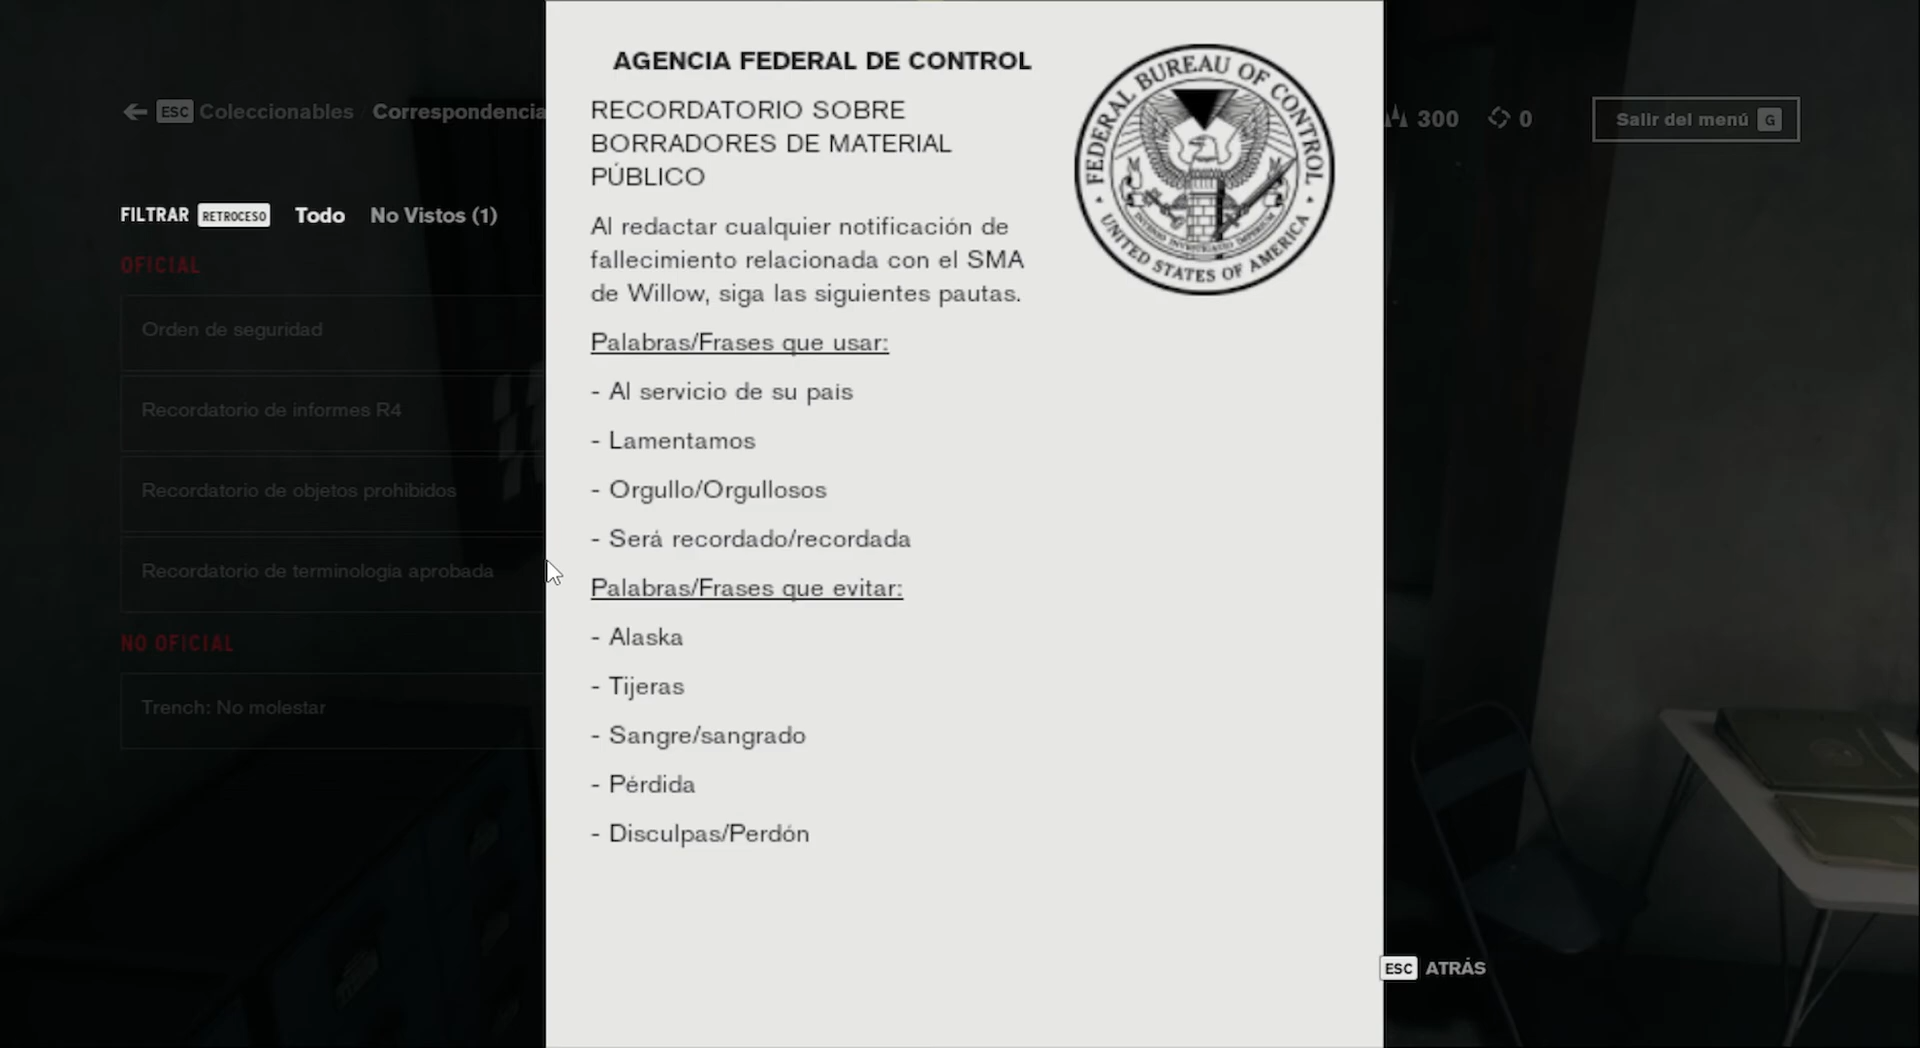 AGENCIA FEDERAL DE CONTROL
RECORDATORIO SOBRE
BORRADORES DE MATERIAL
PÚBLICO
Al redactar cualquier notificación de
fallecimiento relacionada con el SMA
de Willow, siga las siguientes pautas.
Palabras/Frases que usar:
- Al servicio de su país
- Lamentamos
- Orgullo/Orgullosos
- Será recordado/recordada
Palabras/Frases que evitar:
- Alaska
- Tijeras
- Sangre/sangrado
- Pérdida
- Disculpas/Perdón
FEDERAL BUREAU OF CONTROL
UNITED STATES OF AMERICA
ESC Coleccionables Correspondencia
300 0
Salir del menú G
FILTRAR RETROCESO Todo No Vistos (1)
OFICIAL
Orden de seguridad
Recordatorio de informes R4
Recordatorio de objetos prohibidos
Recordatorio de terminología aprobada
NO OFICIAL
Trench: No molestar
ESC ATRÁS